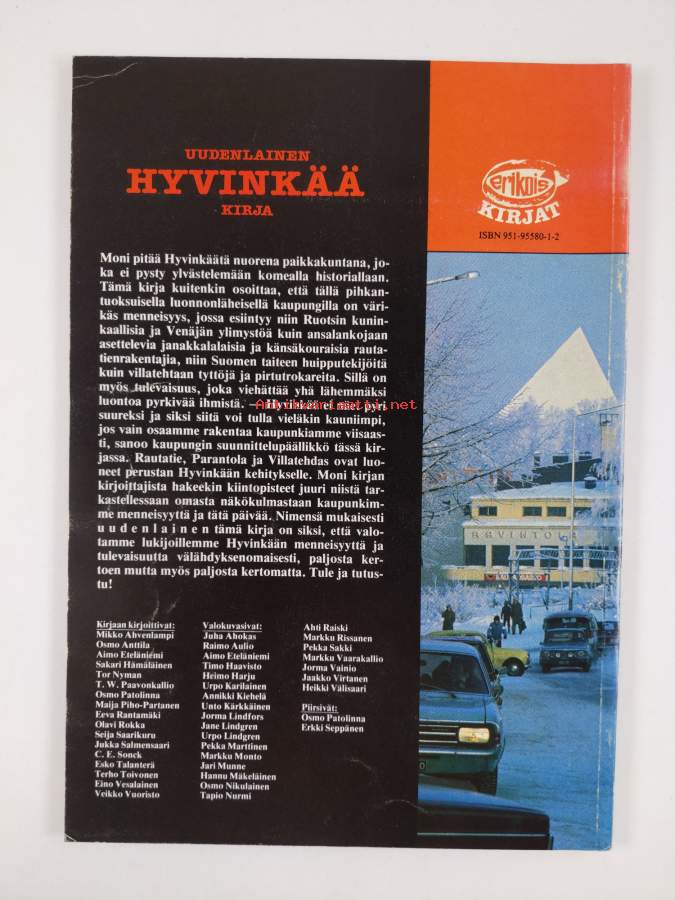 UUDENLAINEN
HYVINKÄÄ
KIRJA
Moni pitää Hyvinkäätä nuorena paikkakuntana, jo-
ka ei pysty ylvästelemään komealla historiallaan.
Tämä kirja kuitenkin osoittaa, että tällä pihkan-
tuoksuisella luonnonläheisellä kaupungilla on väri-
käs menneisyys, jossa esiintyy niin Ruotsin kunin-
kaallisia ja Venäjän ylimystöä kuin ansalankojaan
asettelevia janakkalalaisia ja känsäkouraisia rauta-
tienrakentajia, niin Suomen taiteen huipputekijöitä
kuin villatehtaan tyttöjä ja pirtutrokareita. Sillä on
myös tulevaisuus, joka viehättää yhä lähemmäksi
luontoa pyrkivää ihmistä. — Hyvinkää ei näet pyri
suureksi ja siksi siitä voi tulla vieläkin kauniimpi,
jos vain osaamme rakentaa kaupunkiamme viisaas-
ti, sanoo kaupungin suunnittelupäällikkö tässä kir-
jassa. Rautatie, Parantola ja Villatehdas ovat luo-
neet perustan Hyvinkään kehitykselle. Moni kirjan
kirjoittajista hakeekin kiintopisteet juuri niistä tar-
kastellessaan omasta näkökulmastaan kaupunkim-
me menneisyyttä ja tätä päivää. Nimensä mukaisesti
uudenlainen tämä kirja on siksi, että valo-
tamme lukijoillemme Hyvinkään menneisyyttä ja
tulevaisuutta välähdyksenomaisesti, paljosta ker-
toen mutta myös paljosta kertomatta. Tule ja tutus-
tu!
Kirjaan kirjoittivat:
Mikko Ahvenlampi
Osmo Anttila
Aimo Eteläniemi
Sakari Hämäläinen
Tor Nyman
T. W. Paavonkallio
Osmo Patolinna
Maija Piho-Partanen
Eeva Rantamäki
Olavi Rokka
Seija Saarikuru
Jukka Salmensaari
C. E. Sonck
Esko Talanterä
Terho Toivonen
Eino Vesalainen
Veikko Vuoristo
Valokuvasivat:
Juha Ahokas
Raimo Aulio
Aimo Eteläniemi
Timo Haavisto
Heimo Harju
Urpo Karilainen
Annikki Kiehelä
Unto Kärkkäinen
Jorma Lindfors
Jane Lindgren
Urpo Lindgren
Pekka Marttinen
Markku Monto
Jari Munne
Hannu Mäkeläinen
Osmo Nikulainen
Tapio Nurmi
Ahti Raiski
Markku Rissanen
Pekka Sakki
Markku Vaarakallio
Jorma Vainio
Jaakko Virtanen
Heikki Välisaari
Piirsivät:
Osmo Patolinna
Erkki Seppänen
erikois
KIRJAT
ISBN 951-95580-1-2
RAVINTOLA
antikvariaatti.net